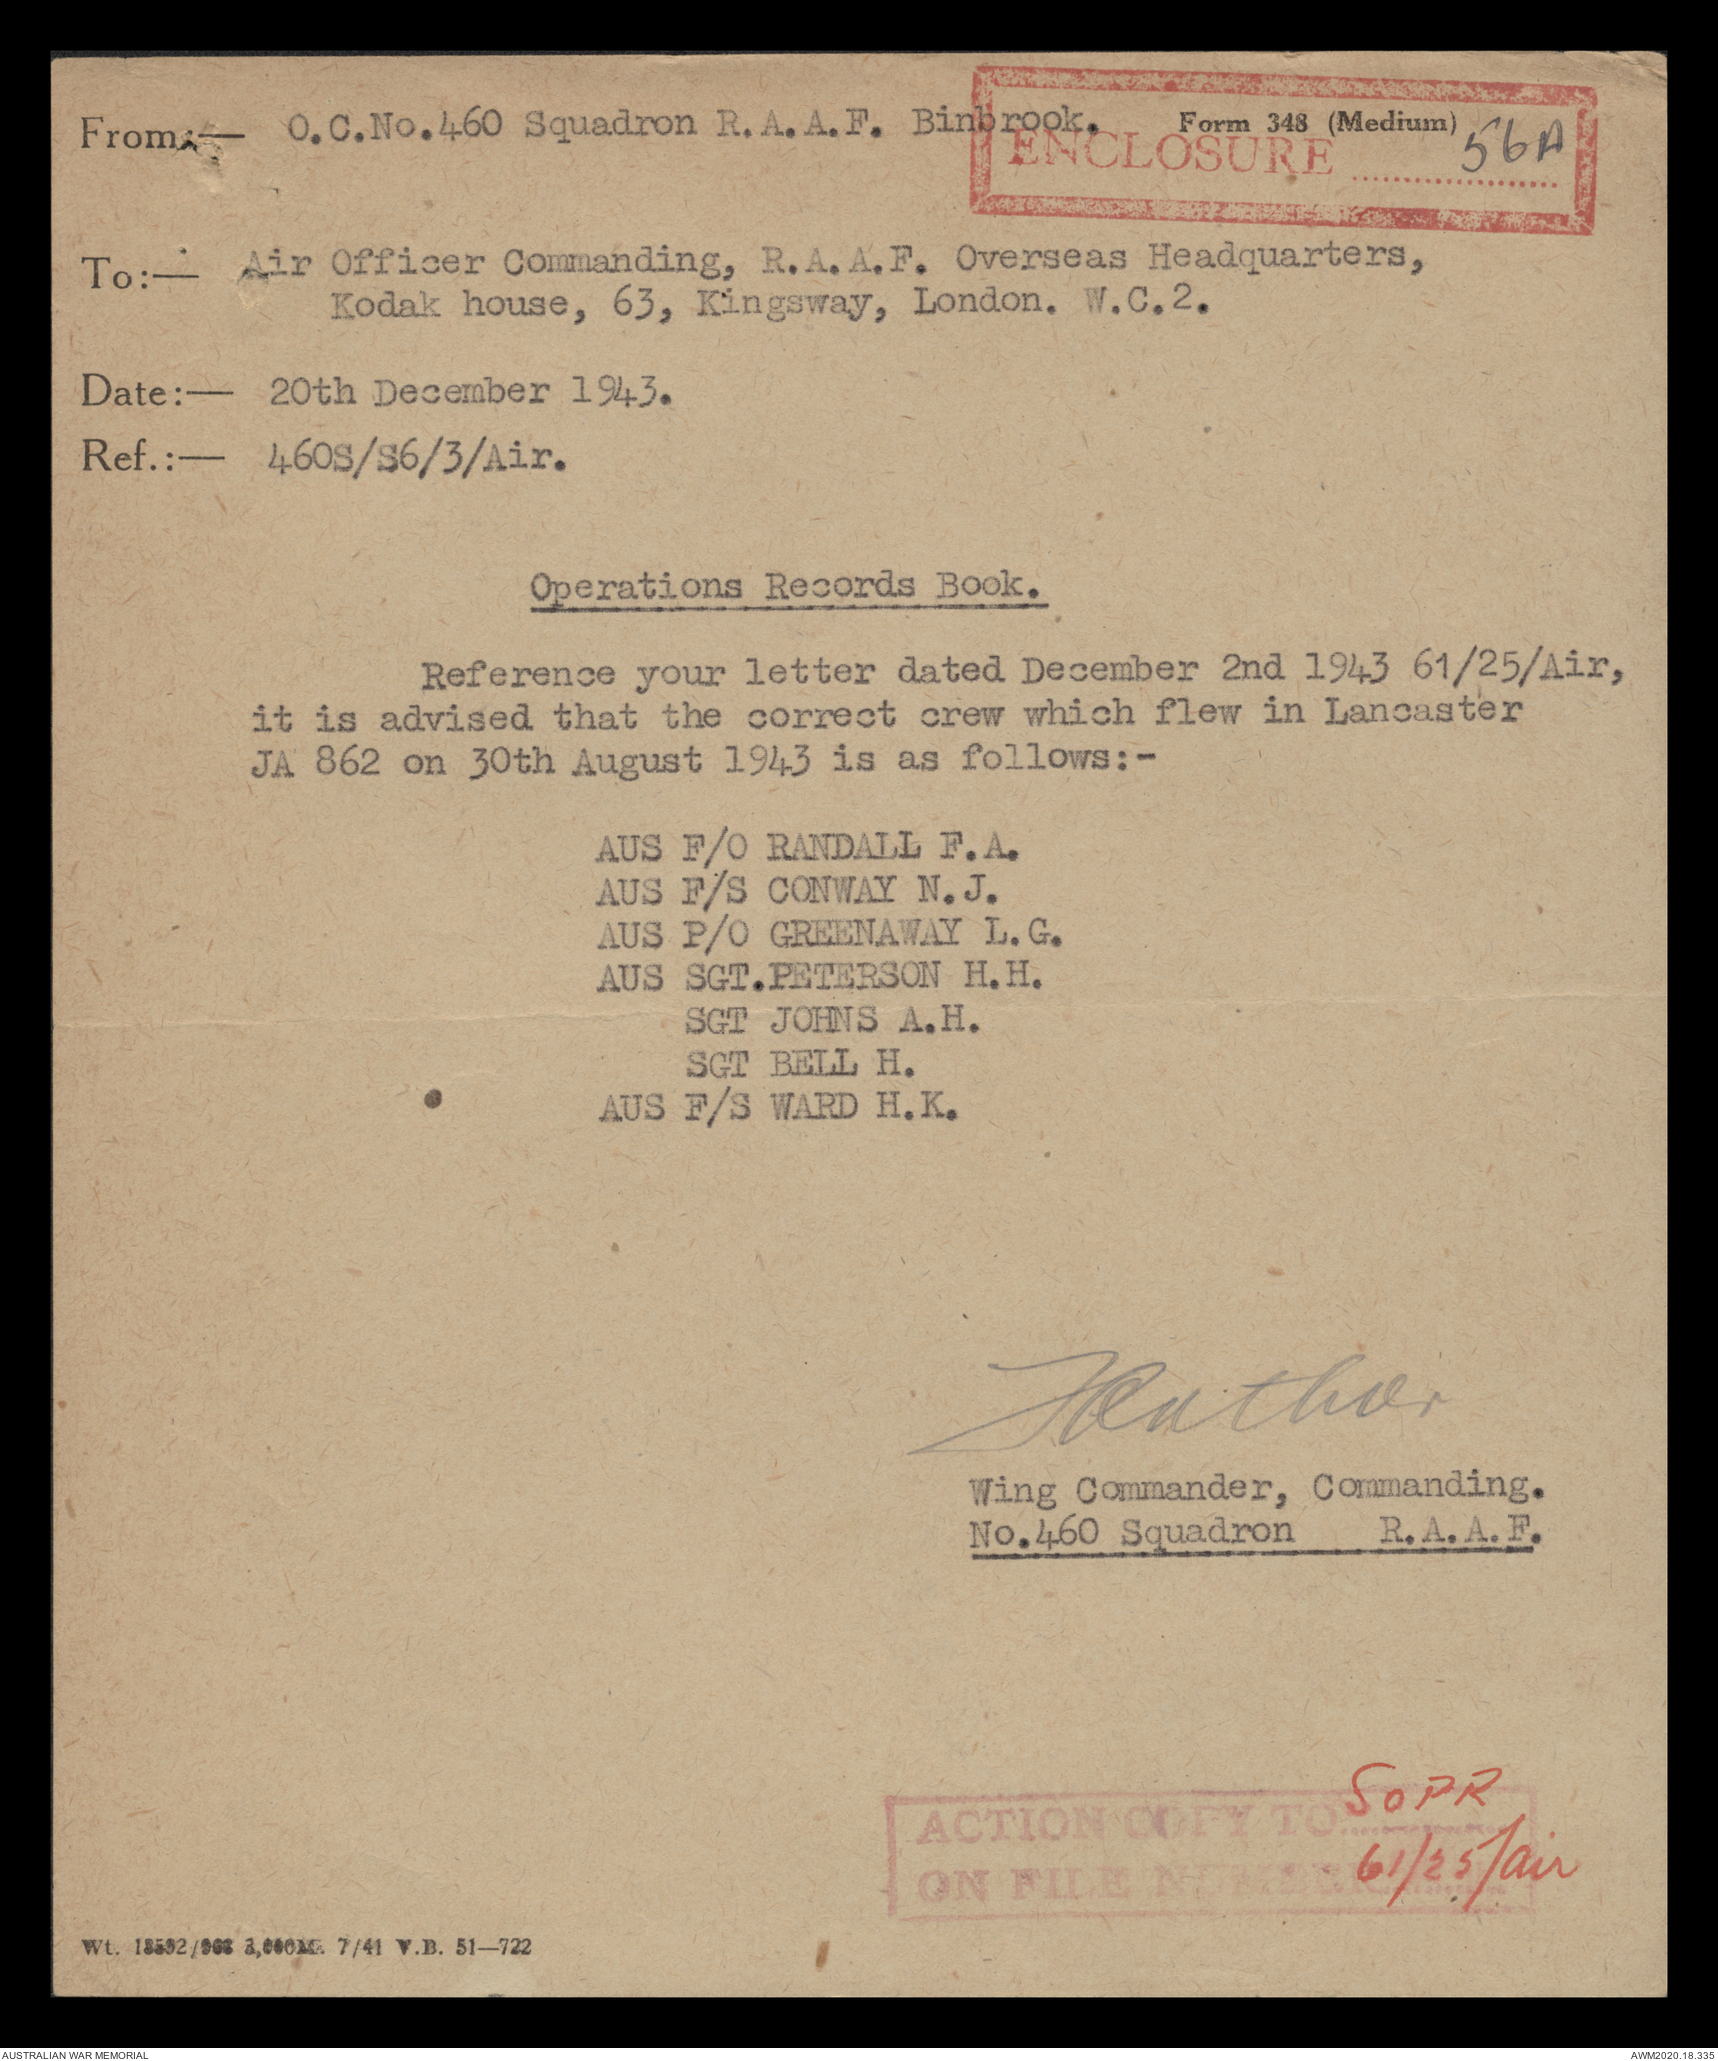 From:— O.C.No.460 Squadron R.A.A.F. Binbrook. Form 348 (Medium)
ENCLOSURE 56A
To:— Air Officer Commanding, R.A.A.F. Overseas Headquarters,
Kodak house, 63, Kingsway, London. W.C.2.
Date:— 20th December 1943.
Ref.:— 460S/S6/3/Air.
Operations Records Book.
Reference your letter dated December 2nd 1943 61/25/Air,
it is advised that the correct crew which flew in Lancaster
JA 862 on 30th August 1943 is as follows:-
AUS F/O RANDALL F.A.
AUS F/S CONWAY N.J.
AUS P/O GREENAWAY L.G.
AUS SGT.PETERSON H.H.
SGT JOHNS A.H.
SGT BELL H.
AUS F/S WARD H.K.
Wing Commander, Commanding.
No.460 Squadron R.A.A.F.
ACTION COPY TO SOPR
ON FILE NUMBER 61/25/Air
Wt. 7/41 V.B. 51—722
AUSTRALIAN WAR MEMORIAL AWM2020.18.335